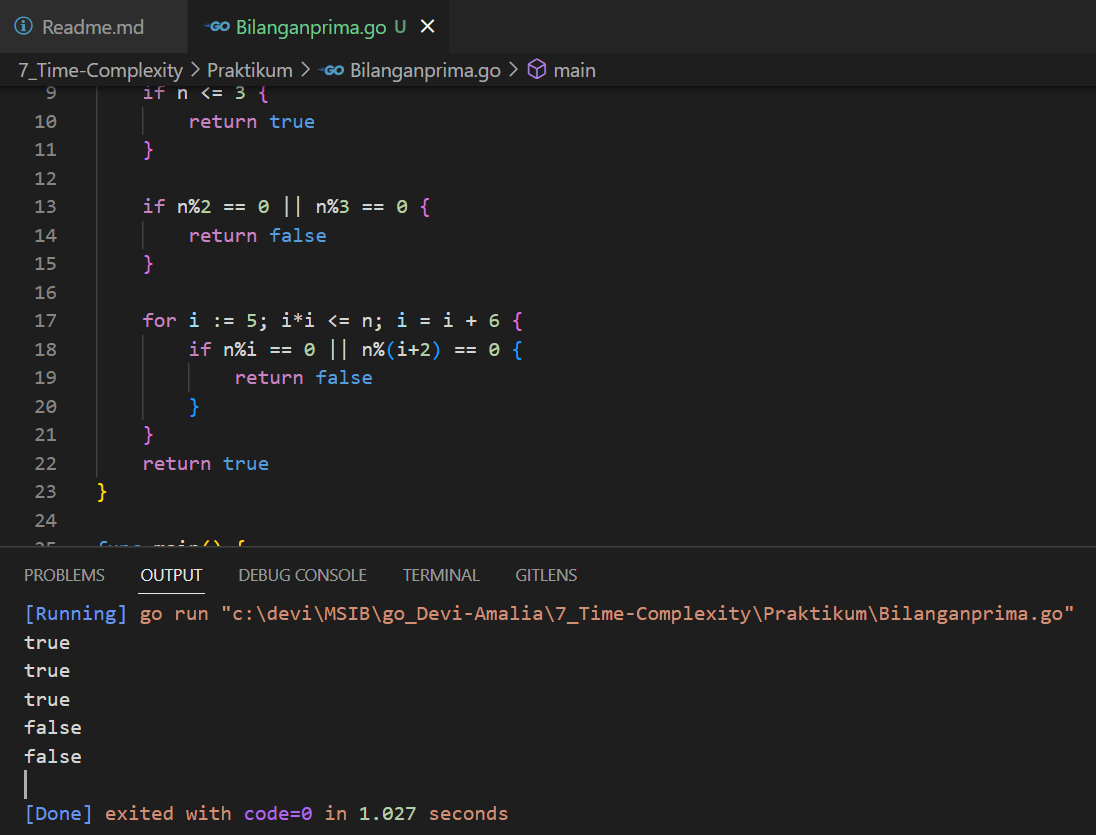 Readme.md GO Bilanganprima.go U ×
7_Time-Complexity > Praktikum > GO Bilanganprima.go > main
9 if n <= 3 {
10 return true
11 }
12
13 if n%2 == 0 || n%3 == 0 {
14 return false
15 }
16
17 for i := 5; i*i <= n; i = i + 6 {
18 if n%i == 0 || n%(i+2) == 0 {
19 return false
20 }
21 }
22 return true
23 }
24
25 func main() {
PROBLEMS OUTPUT DEBUG CONSOLE TERMINAL GITLENS
[Running] go run "c:\devi\MSIB\go_Devi-Amalia\7_Time-Complexity\Praktikum\Bilanganprima.go"
true
true
true
false
false
[Done] exited with code=0 in 1.027 seconds